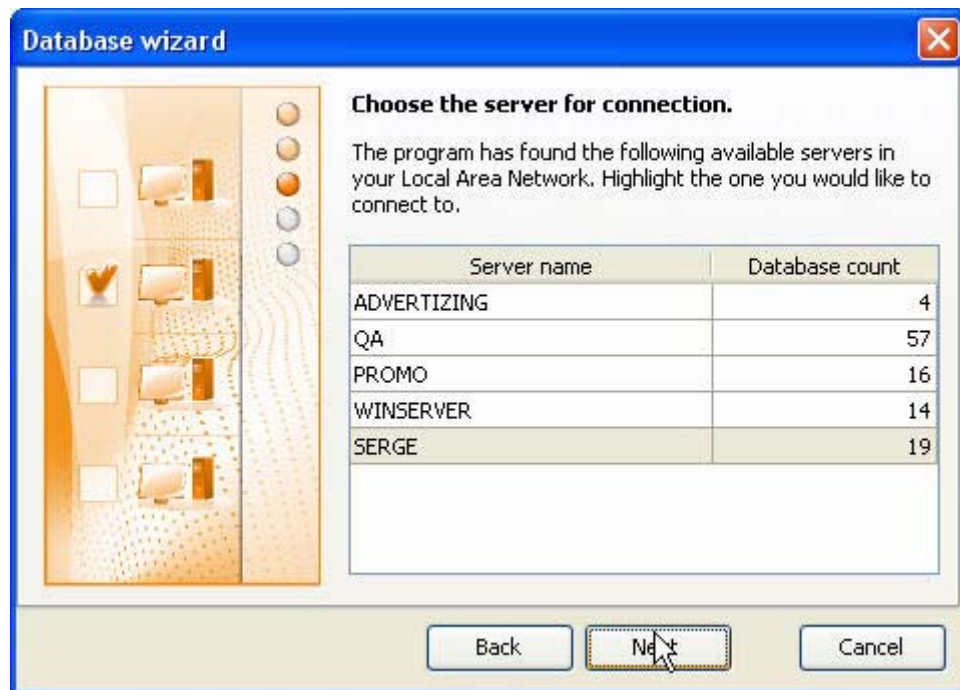 Database wizard
Choose the server for connection.
The program has found the following available servers in
your Local Area Network. Highlight the one you would like to
connect to.
Server name Database count
ADVERTIZING 4
QA 57
PROMO 16
WINSERVER 14
SERGE 19
Back Next Cancel